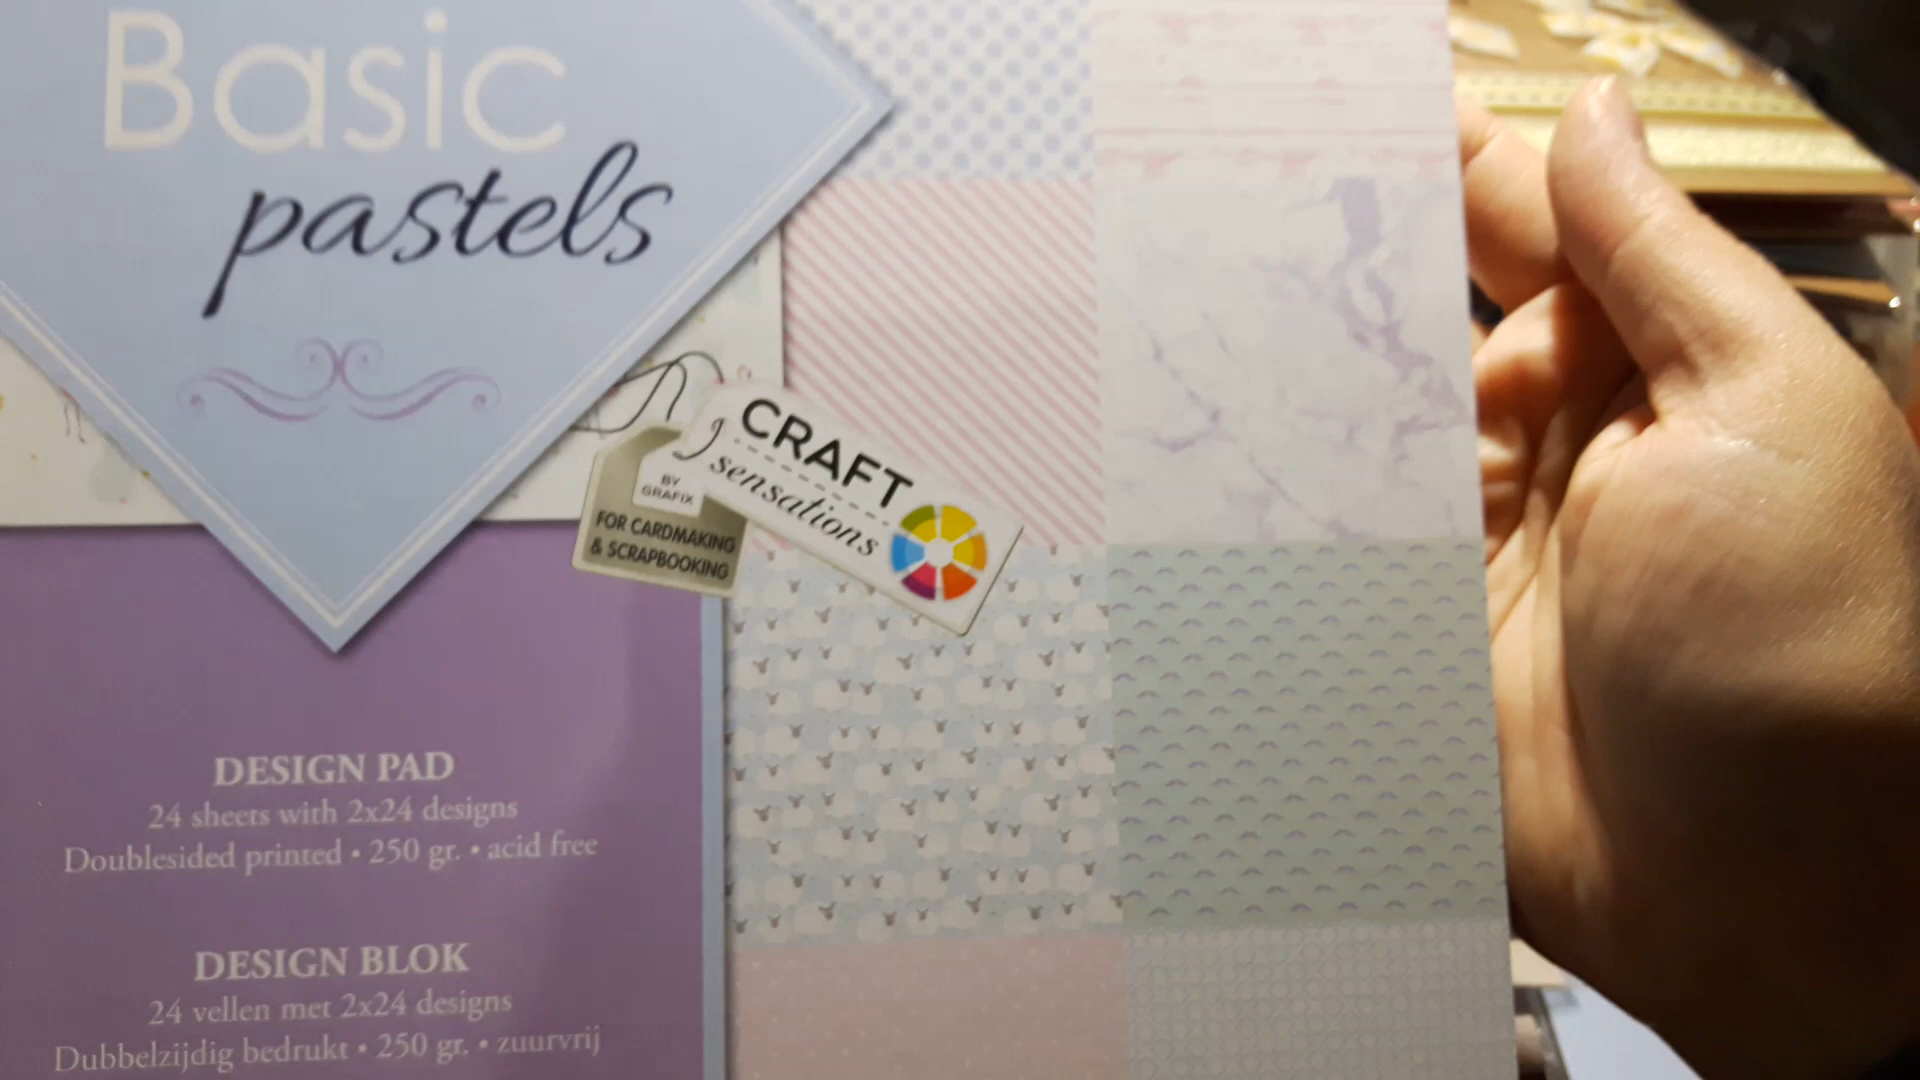 Basic
pastels
CRAFT
sensations
BY
GRAFIX
FOR CARDMAKING
& SCRAPBOOKING
DESIGN PAD
24 sheets with 2x24 designs
Doublesided printed • 250 gr. • acid free
DESIGN BLOK
24 vellen met 2x24 designs
Dubbelzijdig bedrukt • 250 gr. • zuurvrij